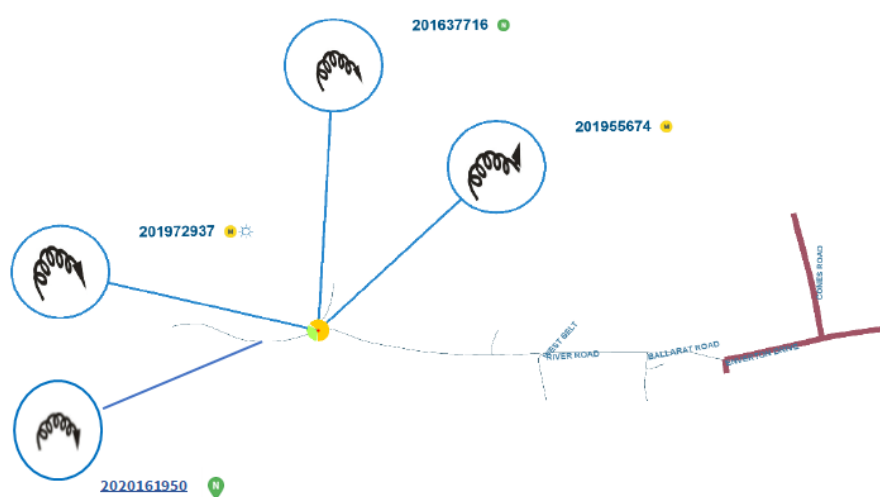 201637716 N
201955674 M
201972937 M
CONES ROAD
WEST BELT
RIVER ROAD
BALLARAT ROAD
2020161950 N